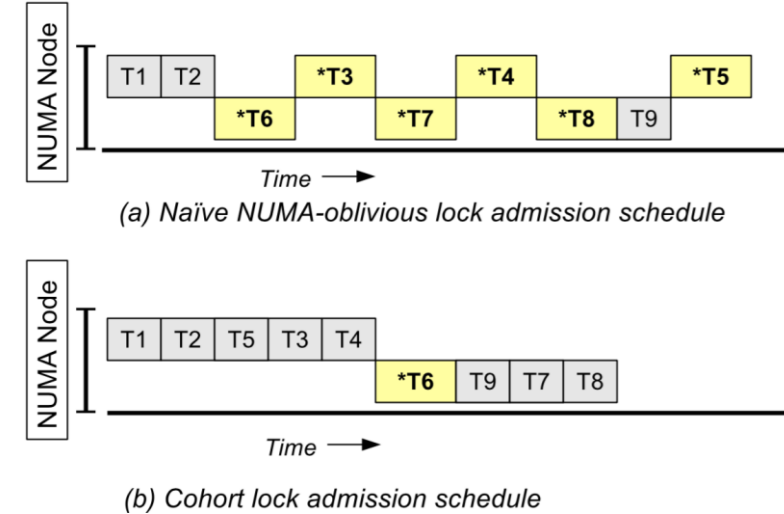 NUMA Node
T1 T2 *T3 *T4 *T5
*T6 *T7 *T8 T9
Time
(a) Naïve NUMA-oblivious lock admission schedule
NUMA Node
T1 T2 T5 T3 T4
*T6 T9 T7 T8
Time
(b) Cohort lock admission schedule